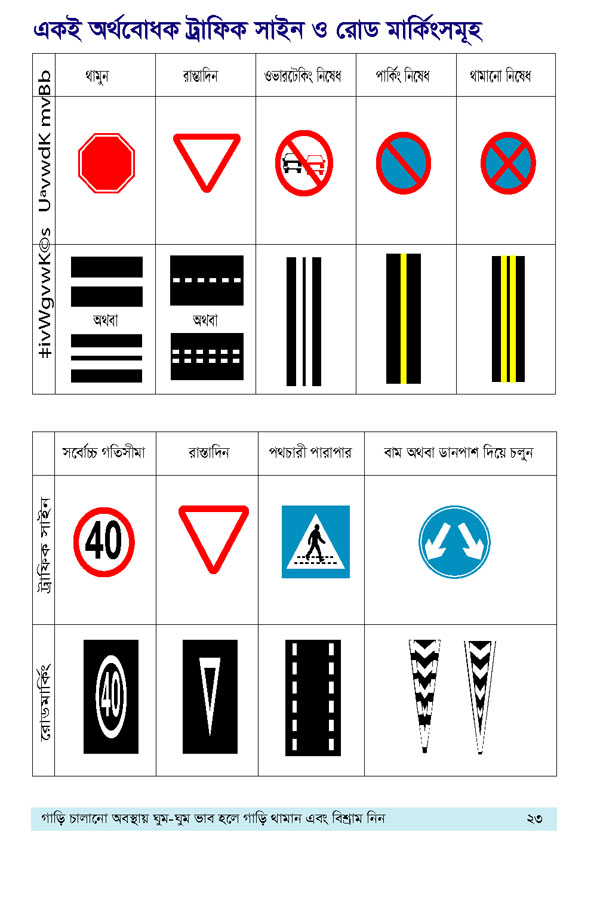 একই অর্থবোধক ট্রাফিক সাইন ও রোড মার্কিংসমূহ
থামুন
রাস্তাদিন
ওভারটেকিং নিষেধ
পার্কিং নিষেধ
থামানো নিষেধ
UªvwdK mvBb
‡ivWgvwK©s
অথবা
অথবা
সর্বোচ্চ গতিসীমা
রাস্তাদিন
পথচারী পারাপার
বাম অথবা ডানপাশ দিয়ে চলুন
ট্রাফিক সাইন
40
রোডমার্কিং
40
গাড়ি চালানো অবস্থায় ঘুম-ঘুম ভাব হলে গাড়ি থামান এবং বিশ্রাম নিন
২৩